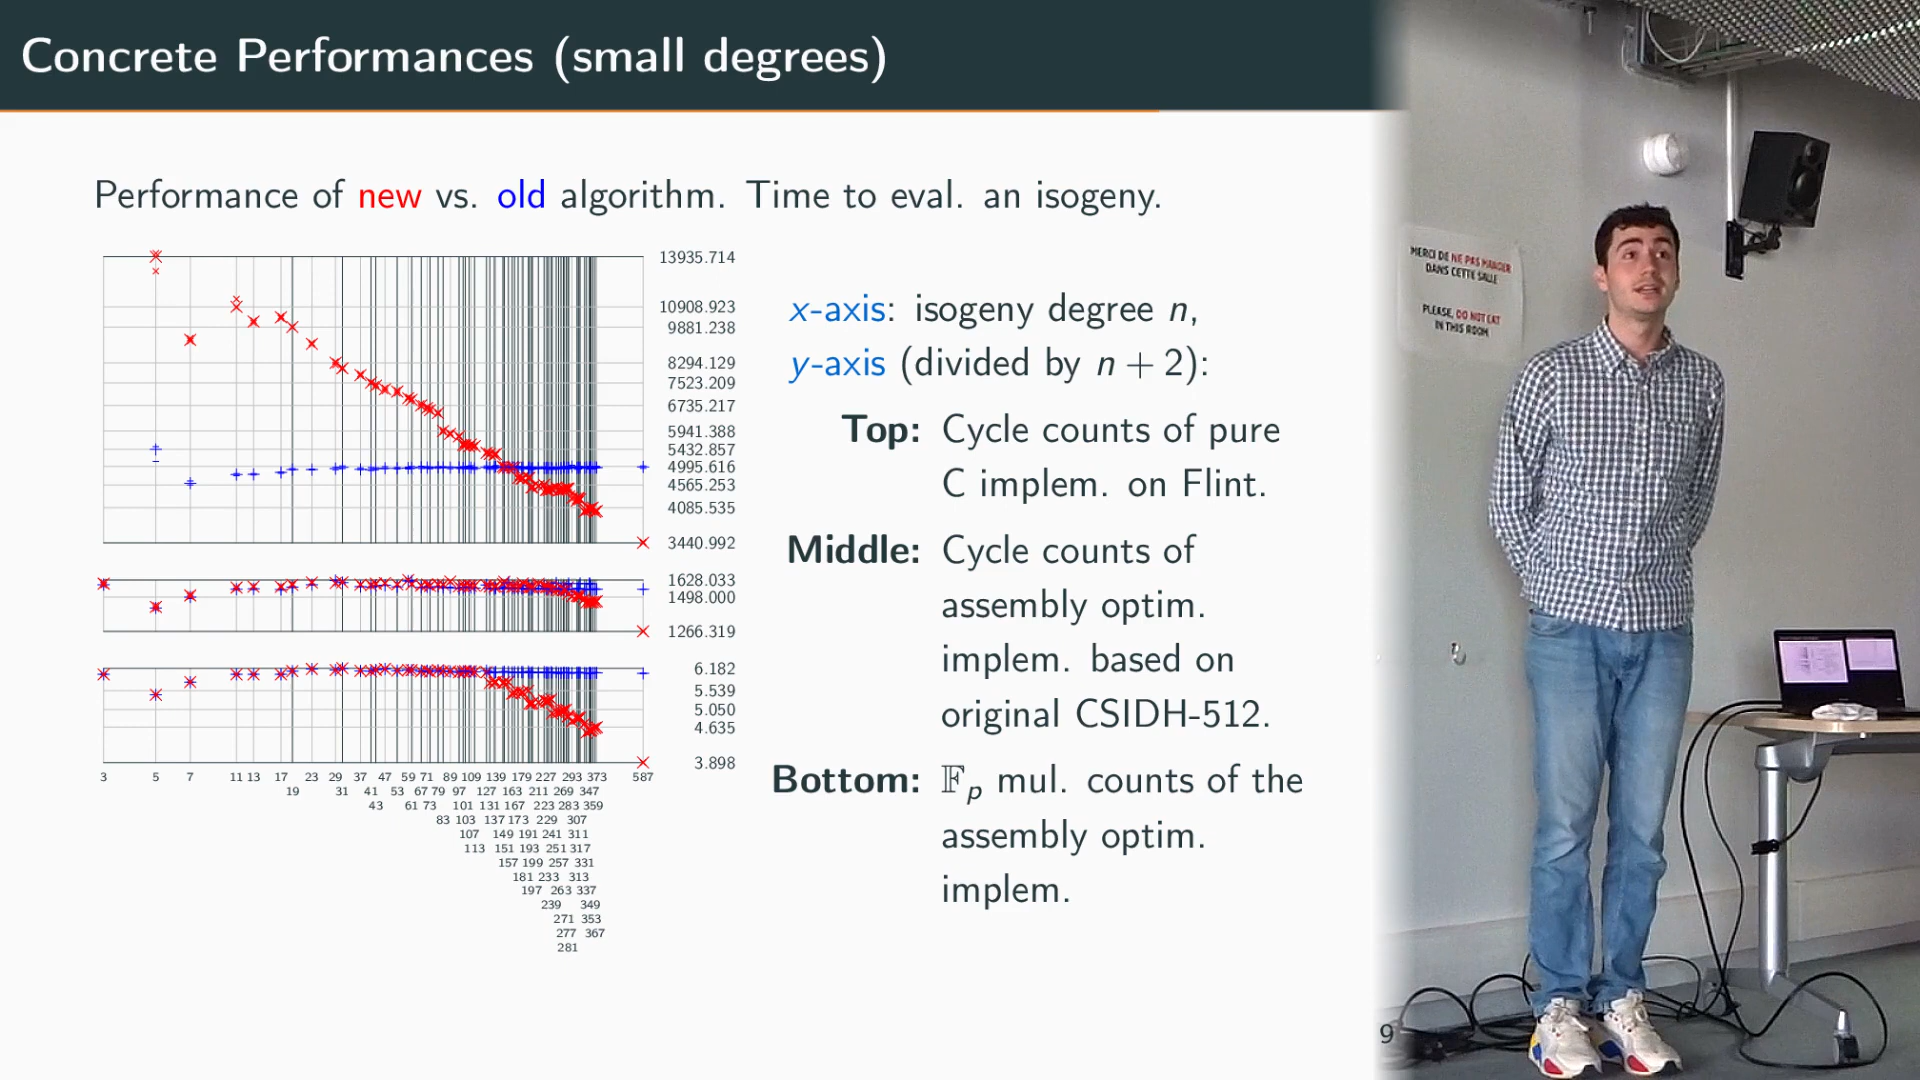 Concrete Performances (small degrees)
Performance of new vs. old algorithm. Time to eval. an isogeny.
13935.714
10908.923
9881.238
8294.129
7523.209
6735.217
5941.388
5432.857
4995.616
4565.253
4085.535
3440.992
1628.033
1498.000
1266.319
6.182
5.539
5.050
4.635
3.898
3 5 7 11 13 17 23 29 37 47 59 71 89 109 139 179 227 293 373 587
19 31 41 53 67 79 97 127 163 211 269 347
43 61 73 101 131 167 223 283 359
83 103 137 173 229 307
107 149 191 241 311
113 151 193 251 317
157 199 257 331
181 233 313
197 263 337
239 349
271 353
277 367
281
x-axis: isogeny degree n,
y-axis (divided by n + 2):
Top: Cycle counts of pure
C implem. on Flint.
Middle: Cycle counts of
assembly optim.
implem. based on
original CSIDH-512.
Bottom: 𝔽p mul. counts of the
assembly optim.
implem.
9
MERCI DE NE PAS MANGER
DANS CETTE SALLE
PLEASE, DO NOT EAT
IN THIS ROOM